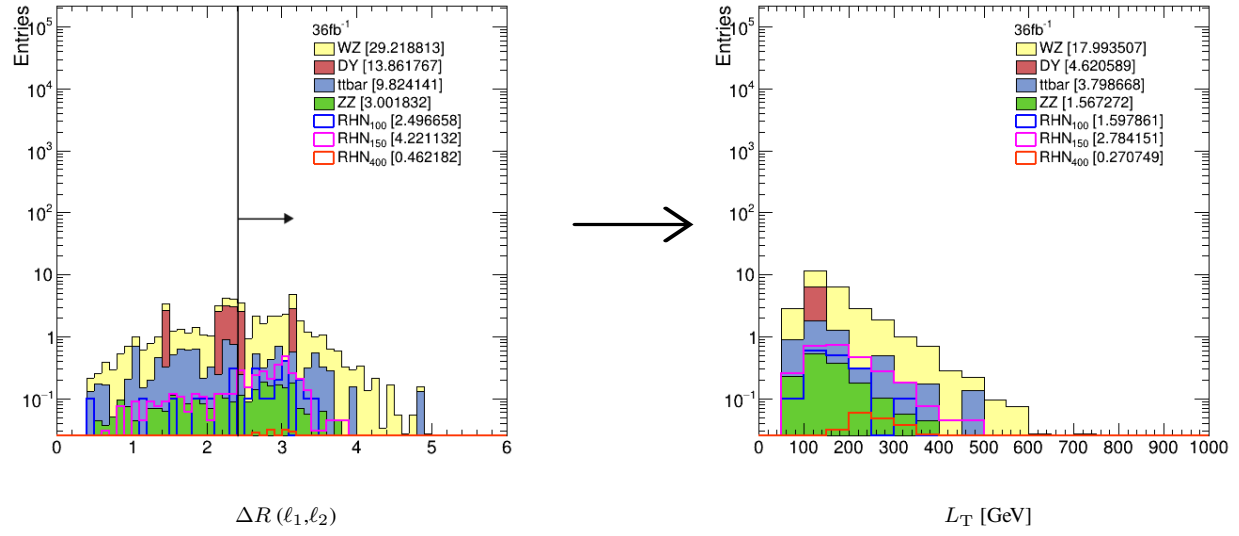 Entries
10⁵
10⁴
10³
10²
10
1
10⁻¹
36fb⁻¹
WZ [29.218813]
DY [13.861767]
ttbar [9.824141]
ZZ [3.001832]
RHN₁₀₀ [2.496658]
RHN₁₅₀ [4.221132]
RHN₄₀₀ [0.462182]
0 1 2 3 4 5 6
ΔR (ℓ₁,ℓ₂)
Entries
10⁵
10⁴
10³
10²
10
1
10⁻¹
36fb⁻¹
WZ [17.993507]
DY [4.620589]
ttbar [3.798668]
ZZ [1.567272]
RHN₁₀₀ [1.597861]
RHN₁₅₀ [2.784151]
RHN₄₀₀ [0.270749]
0 100 200 300 400 500 600 700 800 900 1000
L_T [GeV]